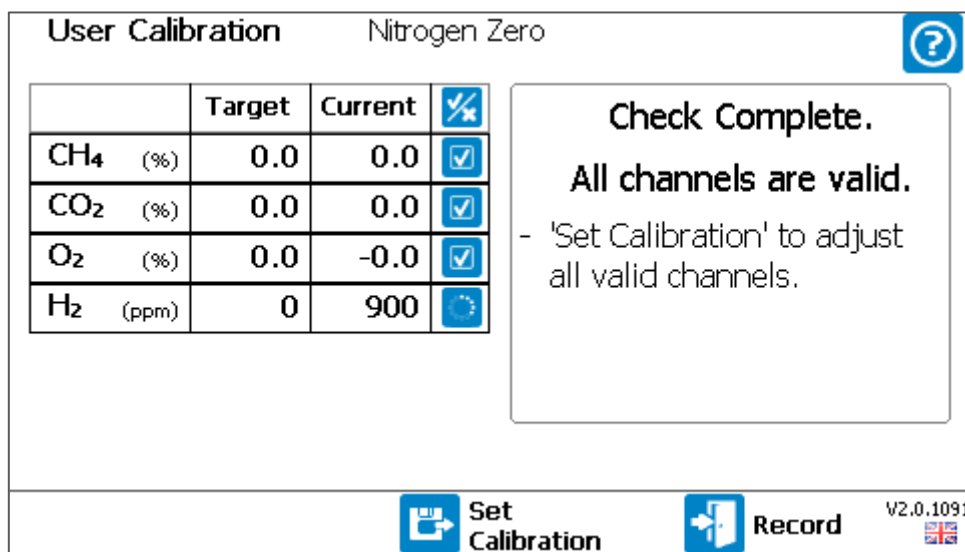 User Calibration Nitrogen Zero
Target Current
CH₄ (%) 0.0 0.0
CO₂ (%) 0.0 0.0
O₂ (%) 0.0 -0.0
H₂ (ppm) 0 900
Check Complete.
All channels are valid.
- 'Set Calibration' to adjust
all valid channels.
Set
Calibration
Record
V2.0.1091